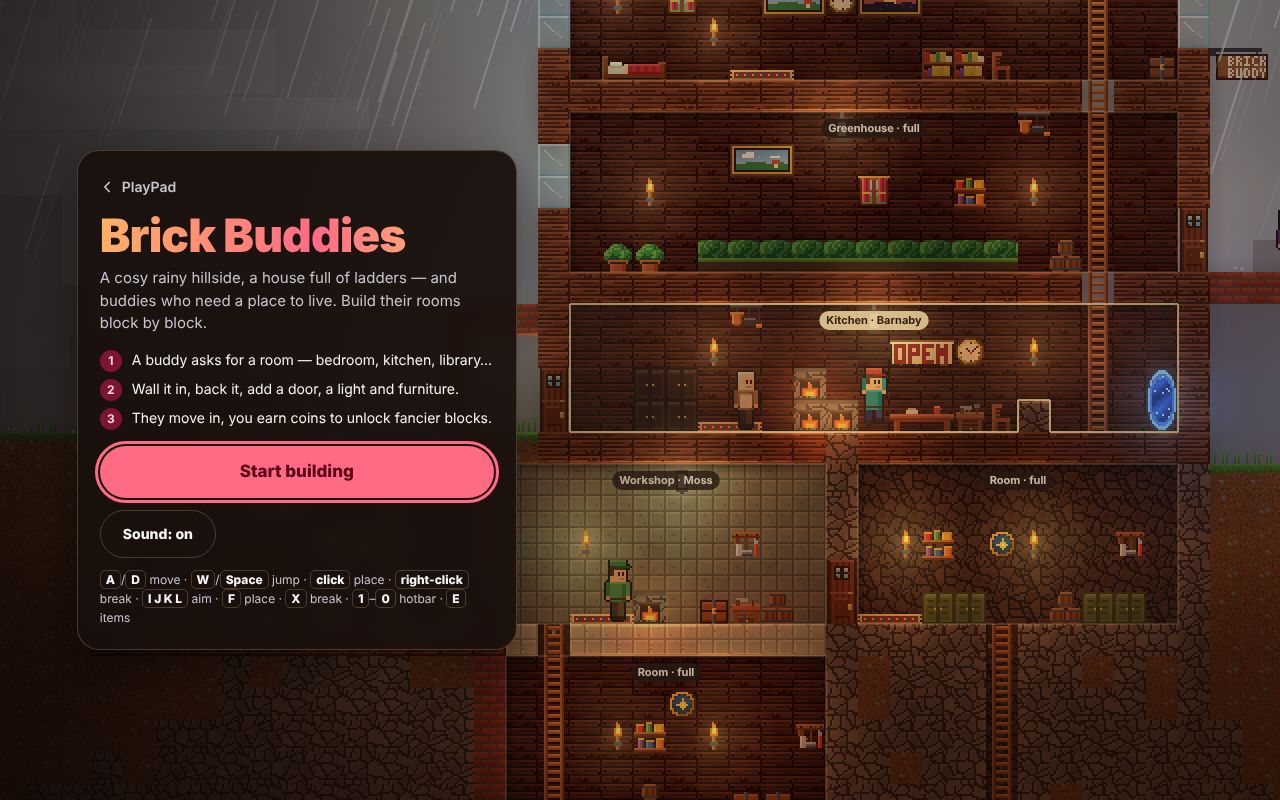 PlayPad
Brick Buddies
A cosy rainy hillside, a house full of ladders — and
buddies who need a place to live. Build their rooms
block by block.
1 A buddy asks for a room — bedroom, kitchen, library...
2 Wall it in, back it, add a door, a light and furniture.
3 They move in, you earn coins to unlock fancier blocks.
Start building
Sound: on
A/D move · W/Space jump · click place · right-click
break · IJKL aim · F place · X break · 1–0 hotbar · E
items
BRICK
BUDDY
Greenhouse · full
Kitchen · Barnaby
OPEN
Workshop · Moss
Room · full
Room · full